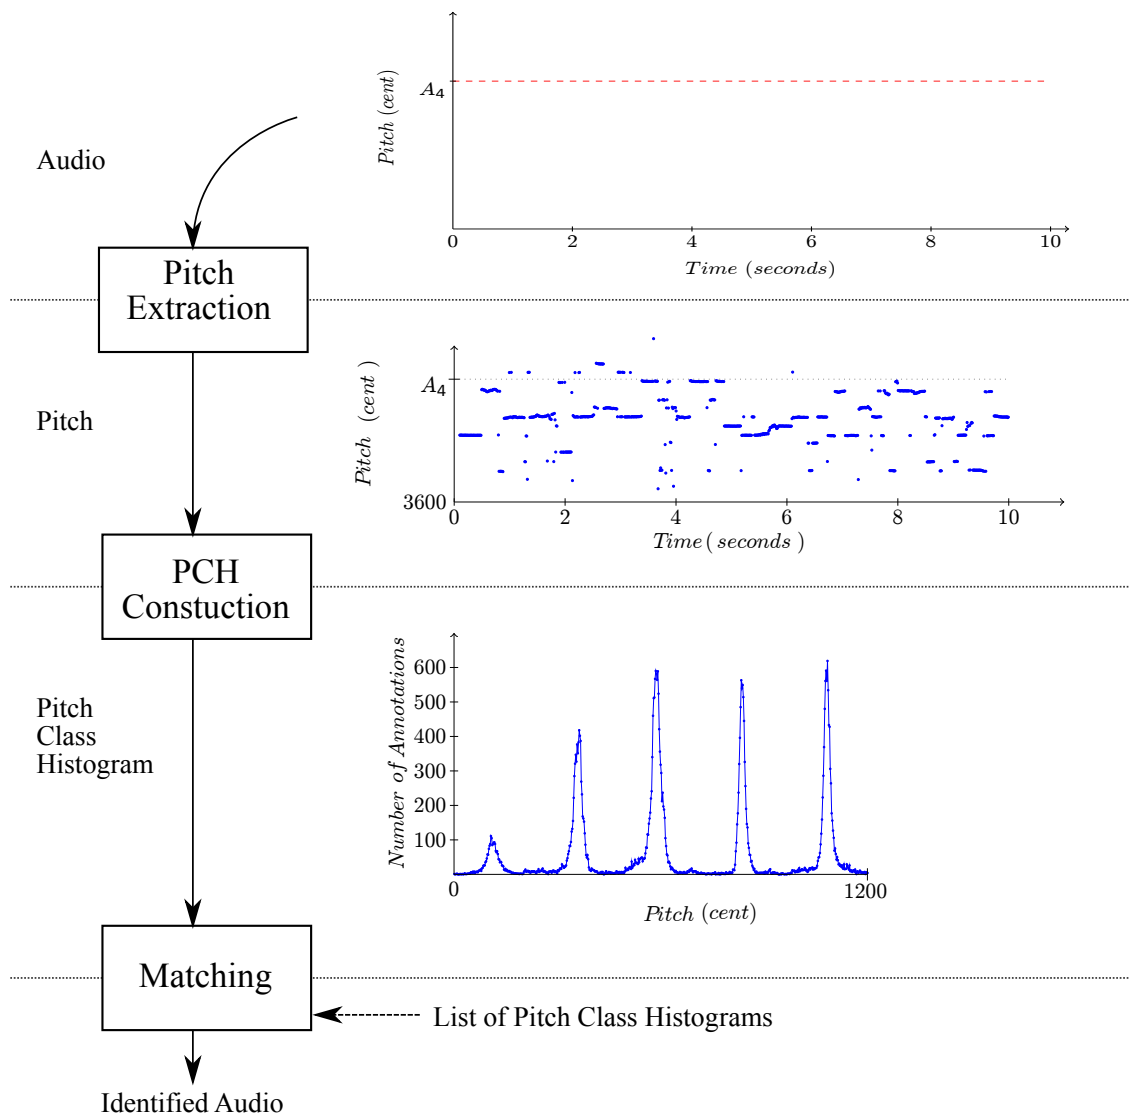 Pitch (cent)
A4
0 2 4 6 8 10
Time (seconds)
Audio
Pitch
Extraction
Pitch (cent )
A4
3600
0 2 4 6 8 10
Time( seconds )
Pitch
PCH
Constuction
Number of Annotations
600
500
400
300
200
100
0 1200
Pitch (cent)
Pitch
Class
Histogram
Matching
List of Pitch Class Histograms
Identified Audio